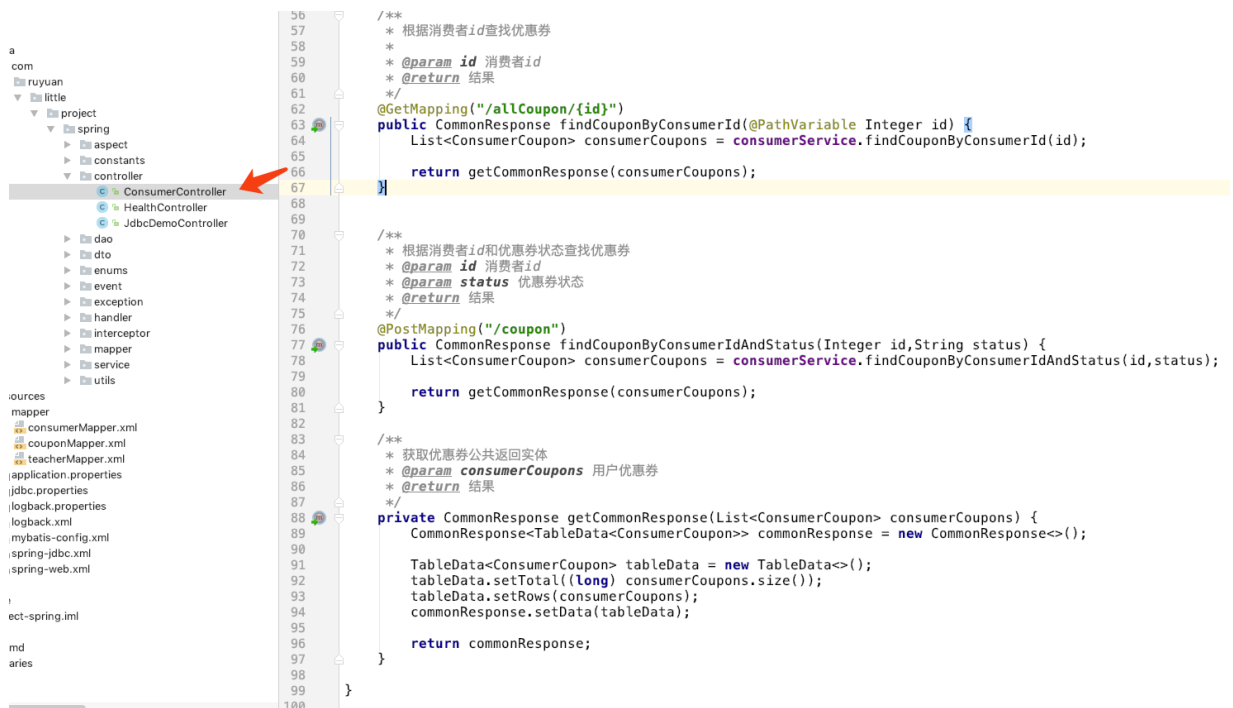 a
com
ruyuan
little
project
spring
aspect
constants
controller
ConsumerController
HealthController
JdbcDemoController
dao
dto
enums
event
exception
handler
interceptor
mapper
service
utils
sources
mapper
consumerMapper.xml
couponMapper.xml
teacherMapper.xml
application.properties
jdbc.properties
logback.properties
logback.xml
mybatis-config.xml
spring-jdbc.xml
spring-web.xml
ect-spring.iml
md
aries
56 /**
57 * 根据消费者id查找优惠券
58 *
59 * @param id 消费者id
60 * @return 结果
61 */
62 @GetMapping("/allCoupon/{id}")
63 public CommonResponse findCouponByConsumerId(@PathVariable Integer id) {
64 List<ConsumerCoupon> consumerCoupons = consumerService.findCouponByConsumerId(id);
65
66 return getCommonResponse(consumerCoupons);
67 }
68
69
70 /**
71 * 根据消费者id和优惠券状态查找优惠券
72 * @param id 消费者id
73 * @param status 优惠券状态
74 * @return 结果
75 */
76 @PostMapping("/coupon")
77 public CommonResponse findCouponByConsumerIdAndStatus(Integer id,String status) {
78 List<ConsumerCoupon> consumerCoupons = consumerService.findCouponByConsumerIdAndStatus(id,status);
79
80 return getCommonResponse(consumerCoupons);
81 }
82
83 /**
84 * 获取优惠券公共返回实体
85 * @param consumerCoupons 用户优惠券
86 * @return 结果
87 */
88 private CommonResponse getCommonResponse(List<ConsumerCoupon> consumerCoupons) {
89 CommonResponse<TableData<ConsumerCoupon>> commonResponse = new CommonResponse<>();
90
91 TableData<ConsumerCoupon> tableData = new TableData<>();
92 tableData.setTotal((long) consumerCoupons.size());
93 tableData.setRows(consumerCoupons);
94 commonResponse.setData(tableData);
95
96 return commonResponse;
97 }
98
99 }
100